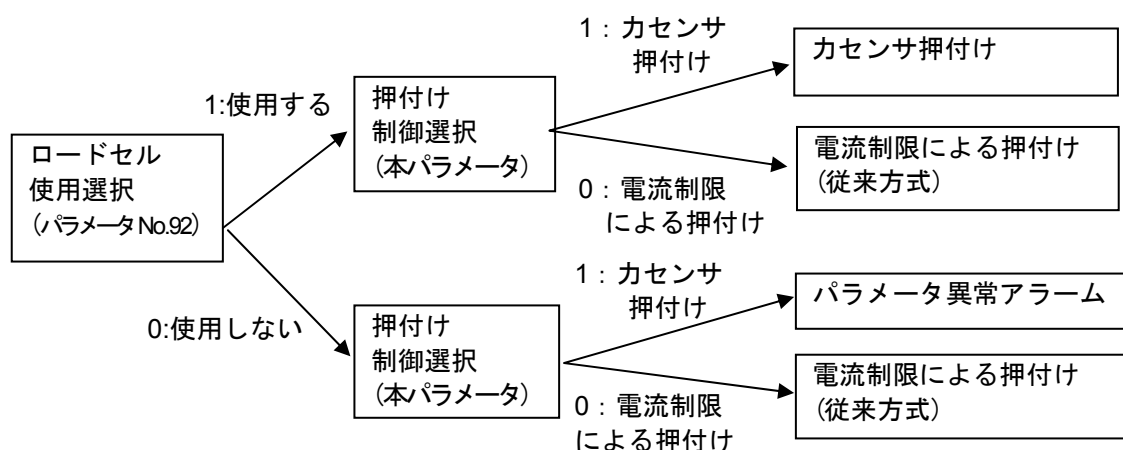 ロードセル
使用選択
(パラメータ No.92)
1:使用する
押付け
制御選択
(本パラメータ)
1：力センサ
押付け
力センサ押付け
0：電流制限
による押付け
電流制限による押付け
(従来方式)
0:使用しない
押付け
制御選択
(本パラメータ)
1：力センサ
押付け
パラメータ異常アラーム
0：電流制限
による押付け
電流制限による押付け
(従来方式)